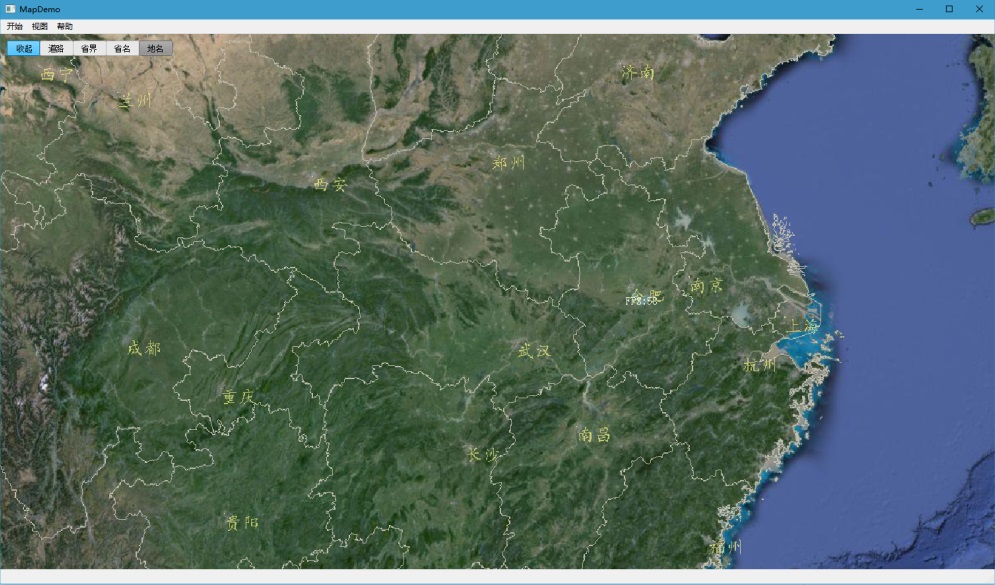 MapDemo
开始 视图 帮助
收起 道路 省界 省名 地名
西宁
济南
兰州
郑州
西安
南京
合肥
FPS:58
上海
成都
武汉
杭州
重庆
南昌
长沙
贵阳
福州